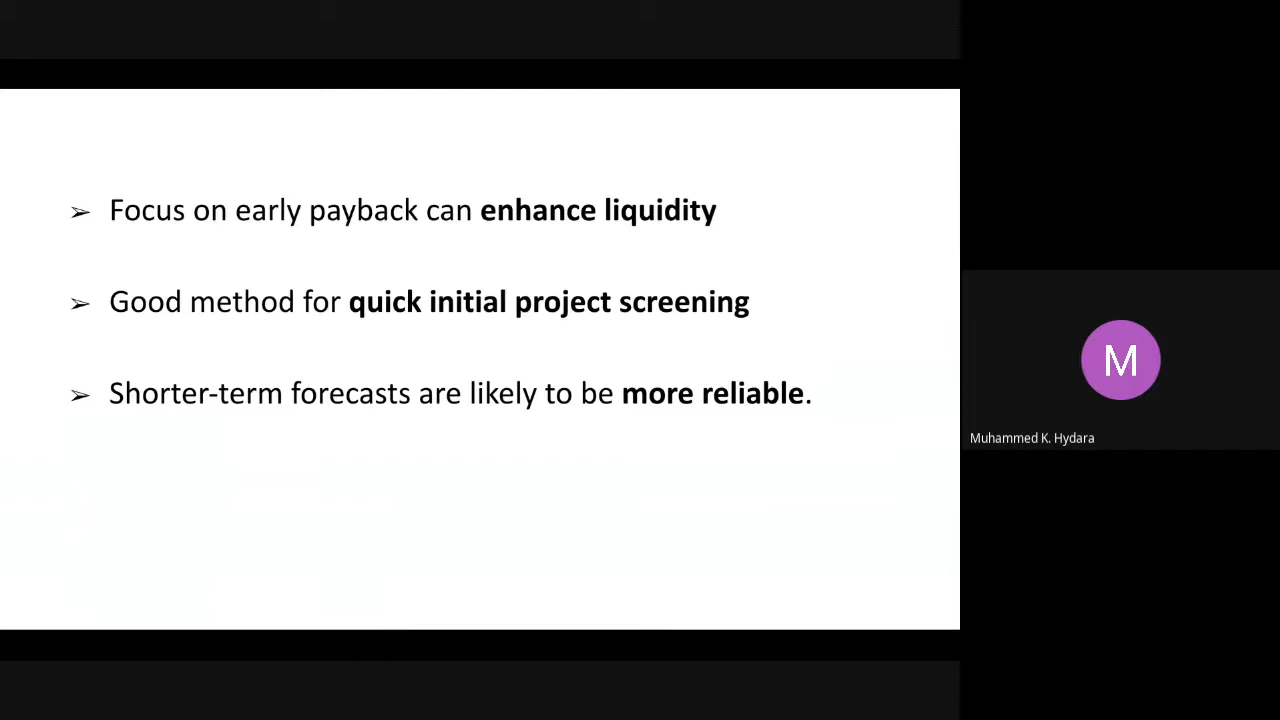 ➢ Focus on early payback can enhance liquidity
➢ Good method for quick initial project screening
➢ Shorter-term forecasts are likely to be more reliable.
M
Muhammed K. Hydara